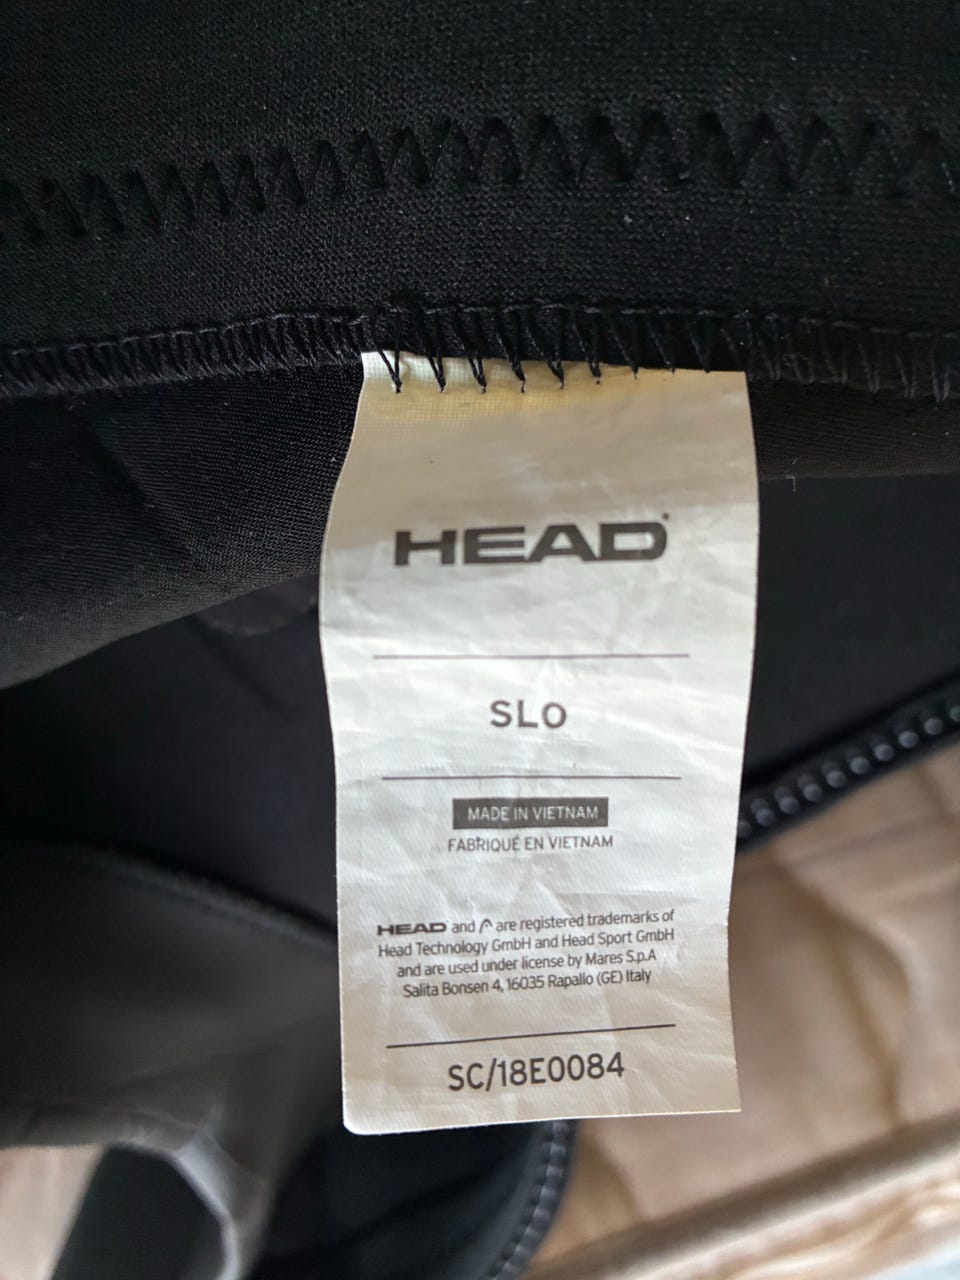 HEAD
SLO
MADE IN VIETNAM
FABRIQUÉ EN VIETNAM
HEAD and are registered trademarks of
Head Technology GmbH and Head Sport GmbH
and are used under license by Mares S.p.A
Salita Bonsen 4, 16035 Rapallo (GE) Italy
SC/18E0084